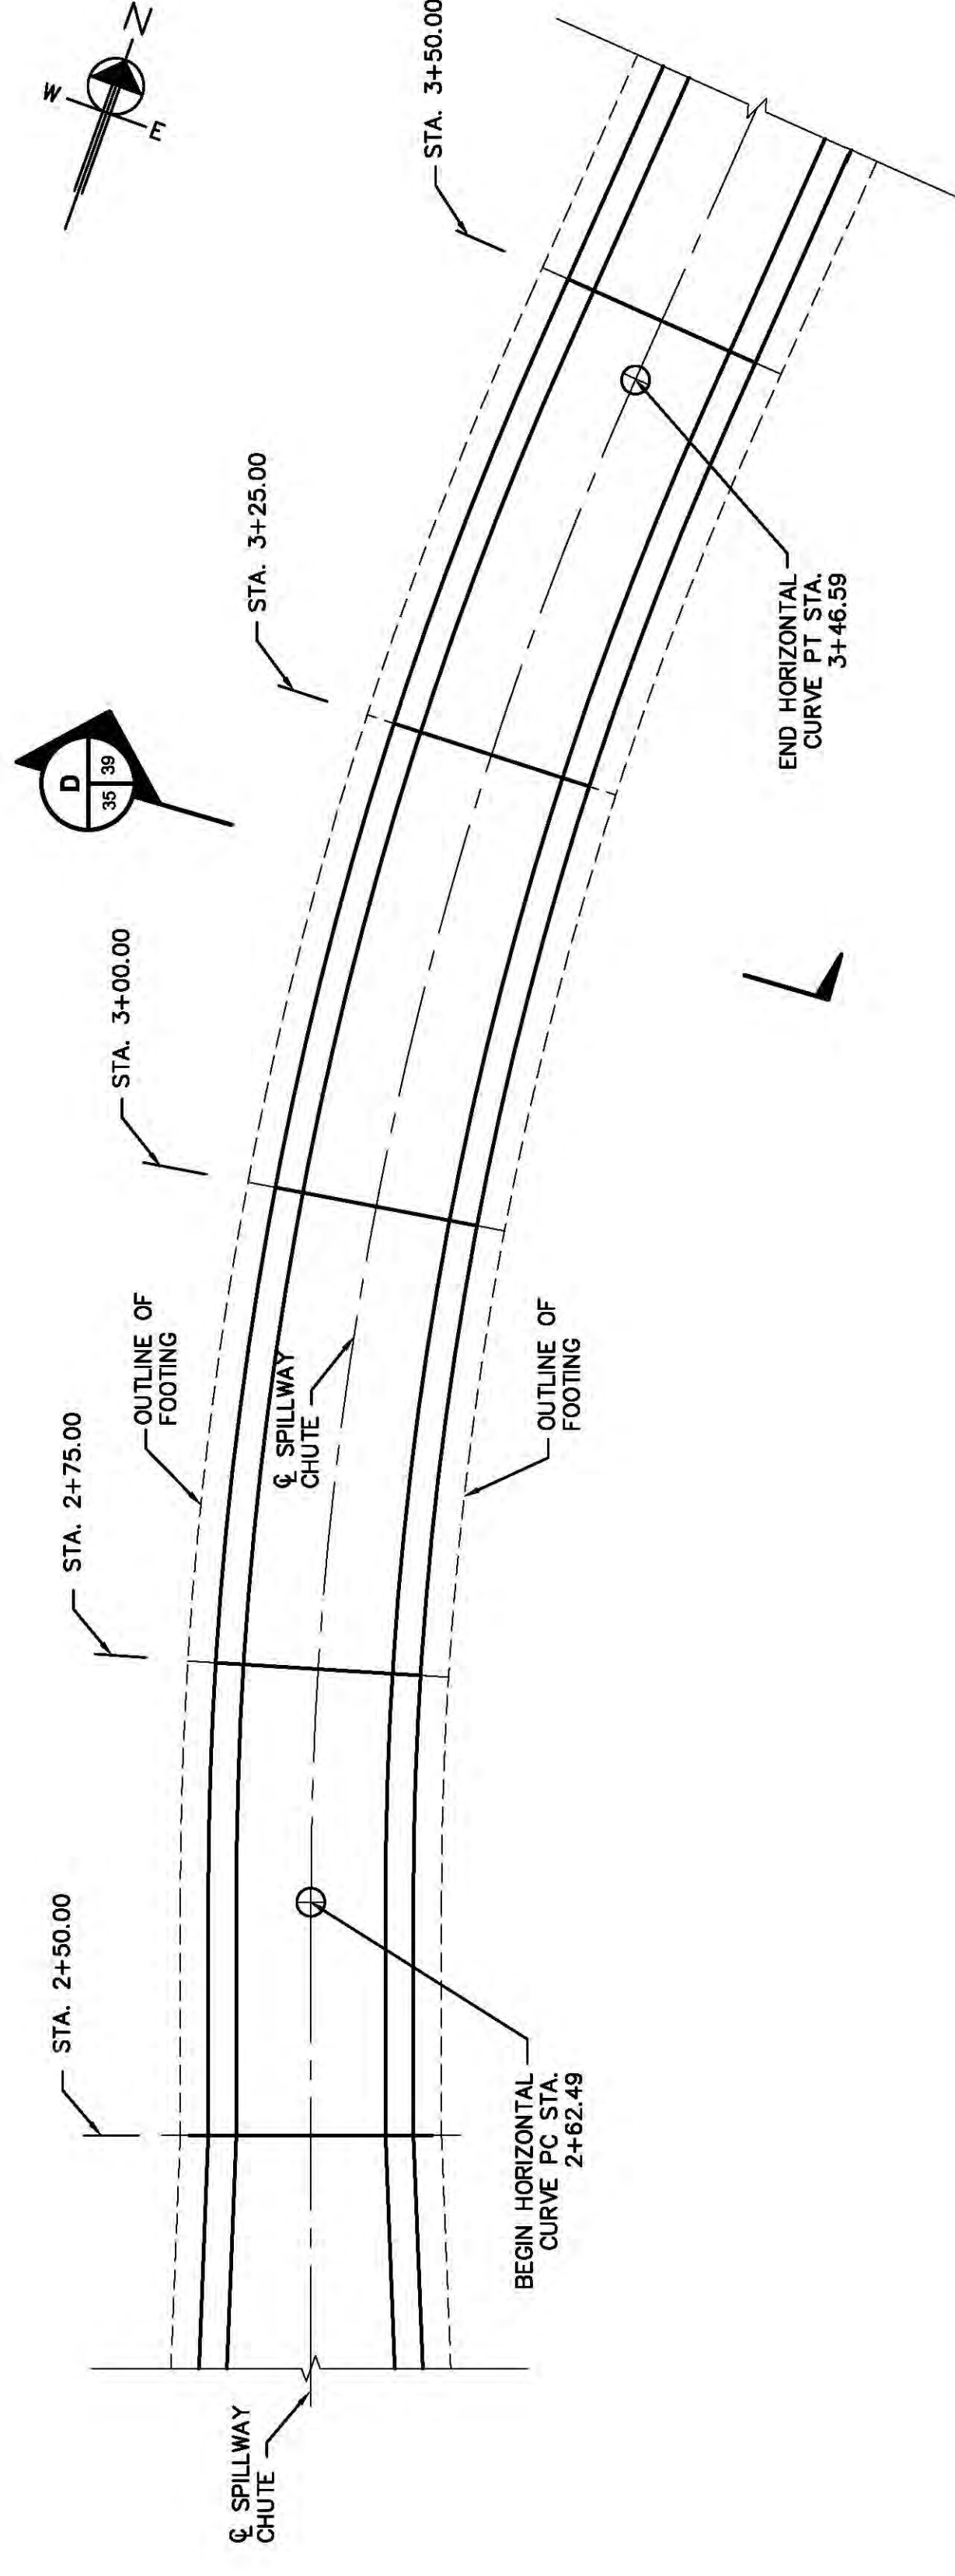 N
W
E
STA. 3+50.00
STA. 3+25.00
D
35 39
STA. 3+00.00
STA. 2+75.00
STA. 2+50.00
OUTLINE OF
FOOTING
℄ SPILLWAY
CHUTE
OUTLINE OF
FOOTING
END HORIZONTAL
CURVE PT STA.
3+46.59
BEGIN HORIZONTAL
CURVE PC STA.
2+62.49
℄ SPILLWAY
CHUTE